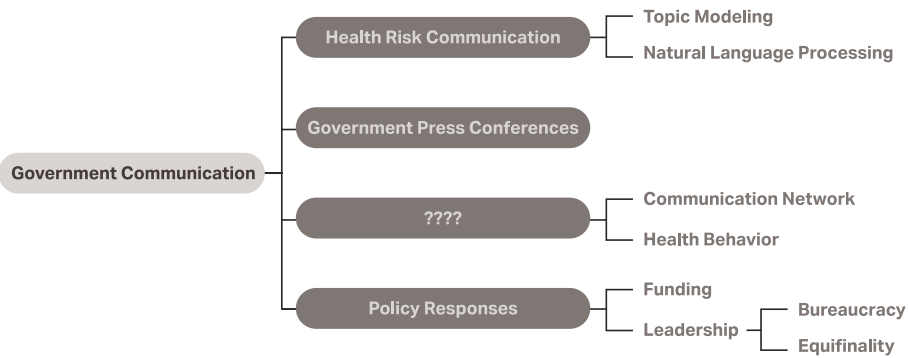 Government Communication
Health Risk Communication
Topic Modeling
Natural Language Processing
Government Press Conferences
????
Communication Network
Health Behavior
Policy Responses
Funding
Leadership
Bureaucracy
Equifinality